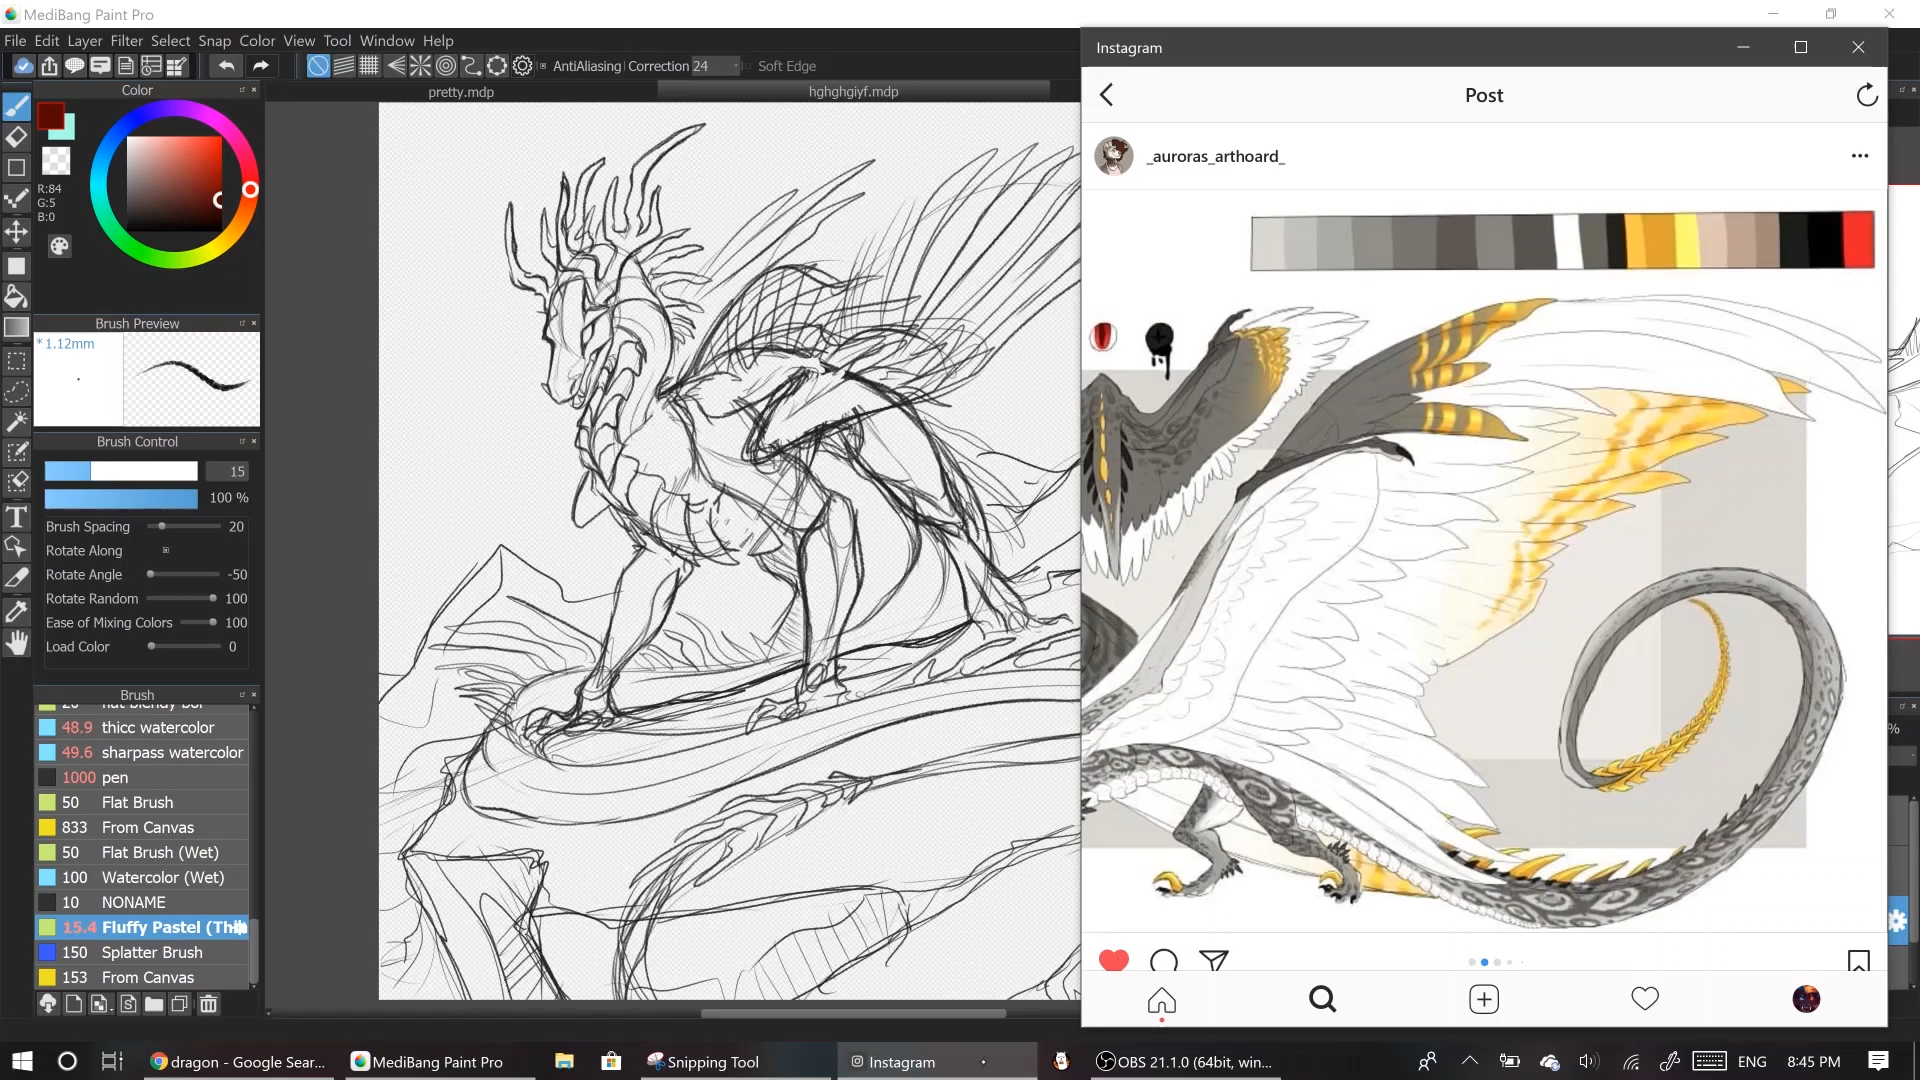 MediBang Paint Pro
File Edit Layer Filter Select Snap Color View Tool Window Help
AntiAliasing Correction 24 Soft Edge
Color
pretty.mdp
hghghgiyf.mdp
R:84
G:5
B:0
Brush Preview
* 1.12mm
Brush Control
15
100 %
Brush Spacing 20
Rotate Along
Rotate Angle -50
Rotate Random 100
Ease of Mixing Colors 100
Load Color 0
Brush
48.9 thicc watercolor
49.6 sharpass watercolor
1000 pen
50 Flat Brush
833 From Canvas
50 Flat Brush (Wet)
100 Watercolor (Wet)
10 NONAME
15.4 Fluffy Pastel
150 Splatter Brush
153 From Canvas
Instagram
Post
_auroras_arthoard_
%
dragon - Google Sear...
MediBang Paint Pro
Snipping Tool
Instagram
OBS 21.1.0 (64bit, win...
ENG
8:45 PM